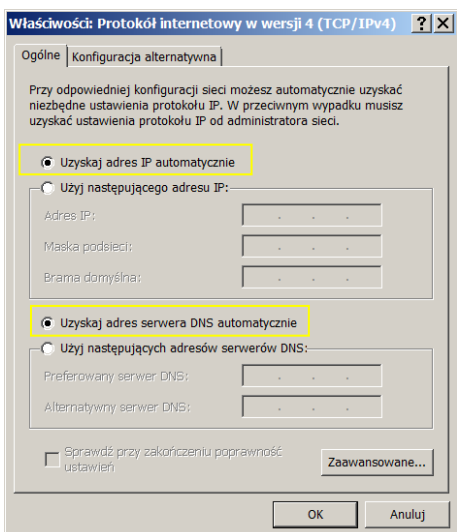 Właściwości: Protokół internetowy w wersji 4 (TCP/IPv4)
Ogólne
Konfiguracja alternatywna
Przy odpowiedniej konfiguracji sieci możesz automatycznie uzyskać
niezbędne ustawienia protokołu IP. W przeciwnym wypadku musisz
uzyskać ustawienia protokołu IP od administratora sieci.
Uzyskaj adres IP automatycznie
Użyj następującego adresu IP:
Adres IP:
Maska podsieci:
Brama domyślna:
Uzyskaj adres serwera DNS automatycznie
Użyj następujących adresów serwerów DNS:
Preferowany serwer DNS:
Alternatywny serwer DNS:
Sprawdź przy zakończeniu poprawność
ustawień
Zaawansowane...
OK
Anuluj